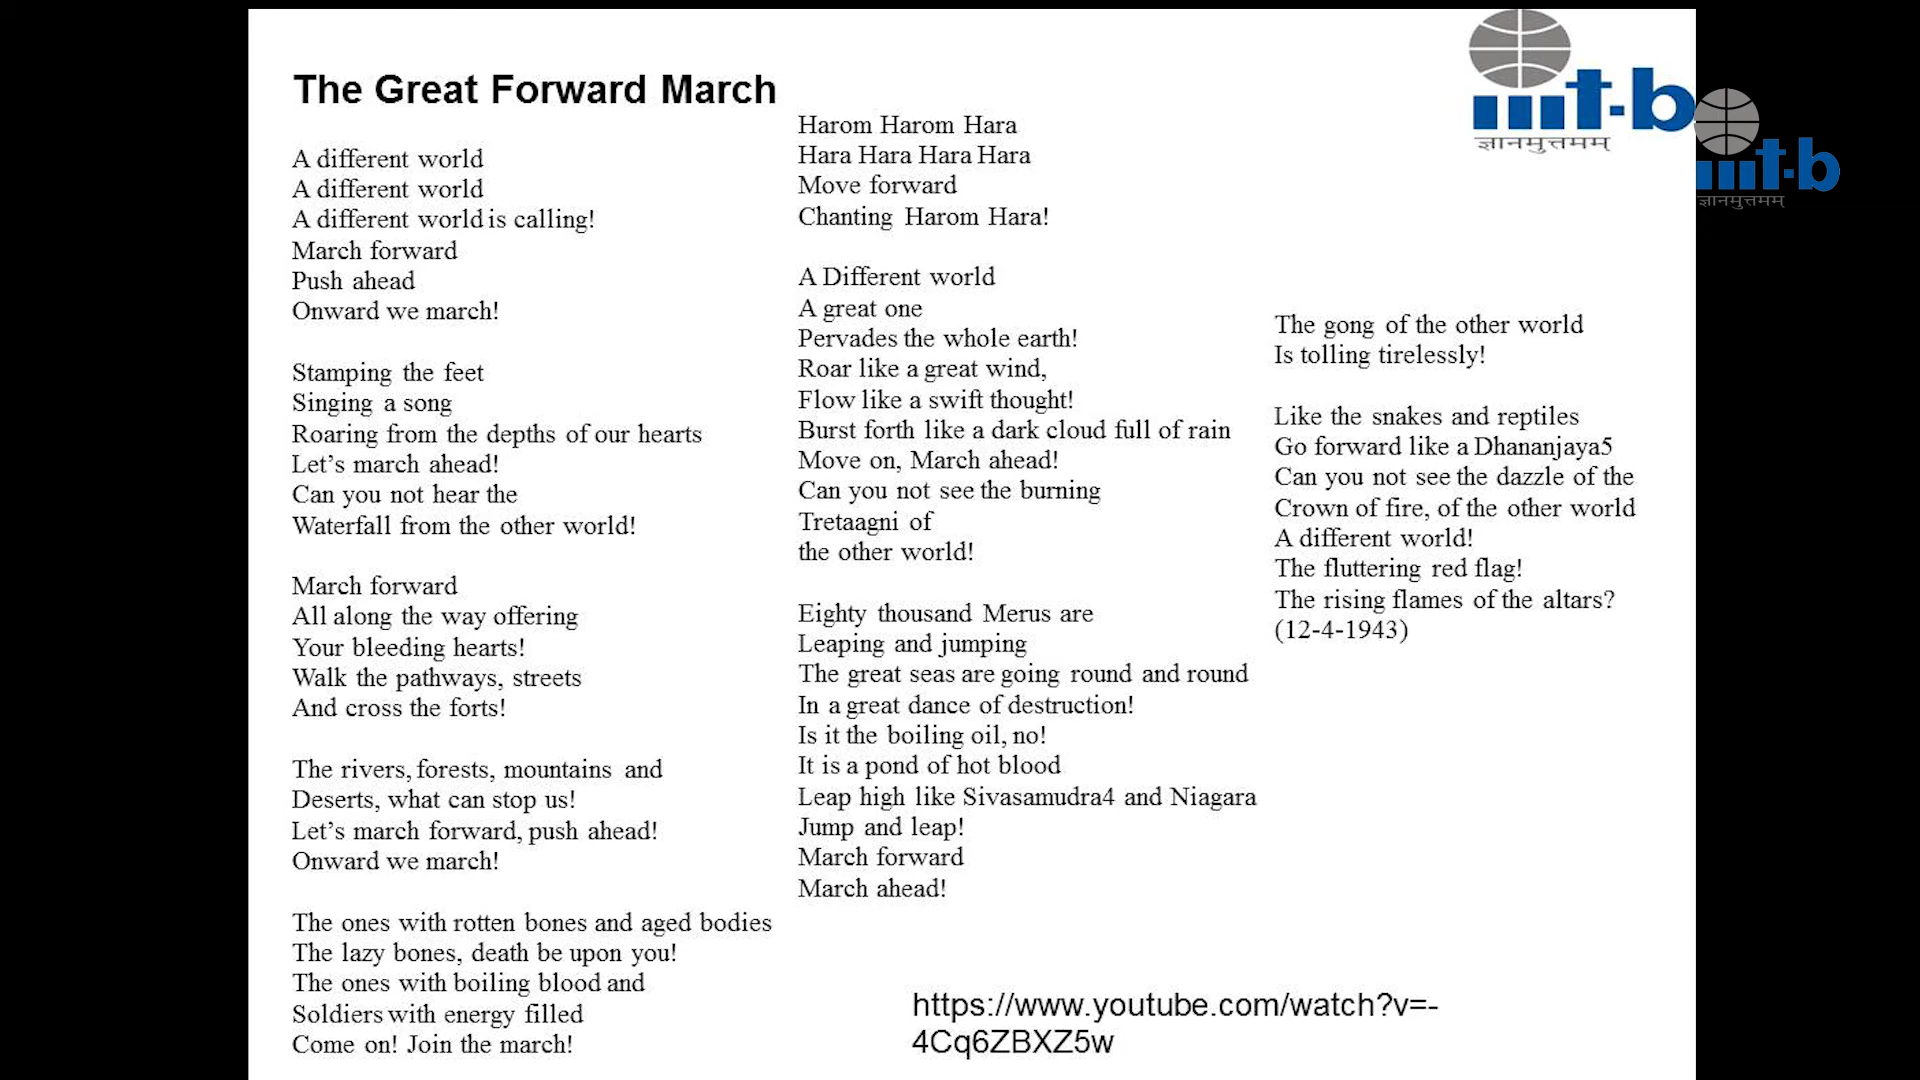 The Great Forward March
A different world
A different world
A different world is calling!
March forward
Push ahead
Onward we march!
Stamping the feet
Singing a song
Roaring from the depths of our hearts
Let’s march ahead!
Can you not hear the
Waterfall from the other world!
March forward
All along the way offering
Your bleeding hearts!
Walk the pathways, streets
And cross the forts!
The rivers, forests, mountains and
Deserts, what can stop us!
Let’s march forward, push ahead!
Onward we march!
The ones with rotten bones and aged bodies
The lazy bones, death be upon you!
The ones with boiling blood and
Soldiers with energy filled
Come on! Join the march!
Harom Harom Hara
Hara Hara Hara Hara
Move forward
Chanting Harom Hara!
A Different world
A great one
Pervades the whole earth!
Roar like a great wind,
Flow like a swift thought!
Burst forth like a dark cloud full of rain
Move on, March ahead!
Can you not see the burning
Tretaagni of
the other world!
Eighty thousand Merus are
Leaping and jumping
The great seas are going round and round
In a great dance of destruction!
Is it the boiling oil, no!
It is a pond of hot blood
Leap high like Sivasamudra4 and Niagara
Jump and leap!
March forward
March ahead!
The gong of the other world
Is tolling tirelessly!
Like the snakes and reptiles
Go forward like a Dhananjaya5
Can you not see the dazzle of the
Crown of fire, of the other world
A different world!
The fluttering red flag!
The rising flames of the altars?
(12-4-1943)
https://www.youtube.com/watch?v=-
4Cq6ZBXZ5w
iiit-b
ज्ञानमुत्तमम्
iiit-b
ज्ञानमुत्तमम्